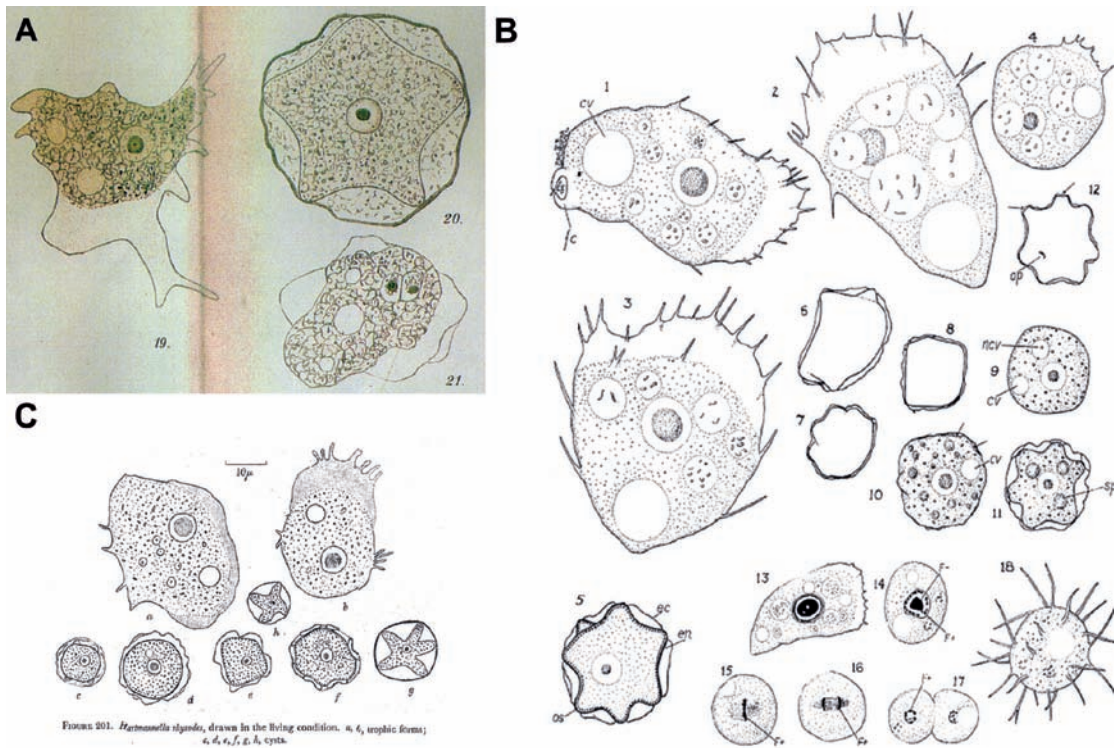 A
20.
19.
21.
B
1
cv
2
4
12
op
3
6
8
ncv
9
cv
7
cv
10
11
sp
5
ec
en
os
13
14
18
15
16
17
C
10μ
a
b
h
c
d
e
f
g
FIGURE 201. Hartmannella rhysodes, drawn in the living condition. a, b, trophic forms;
c, d, e, f, g, h, cysts.